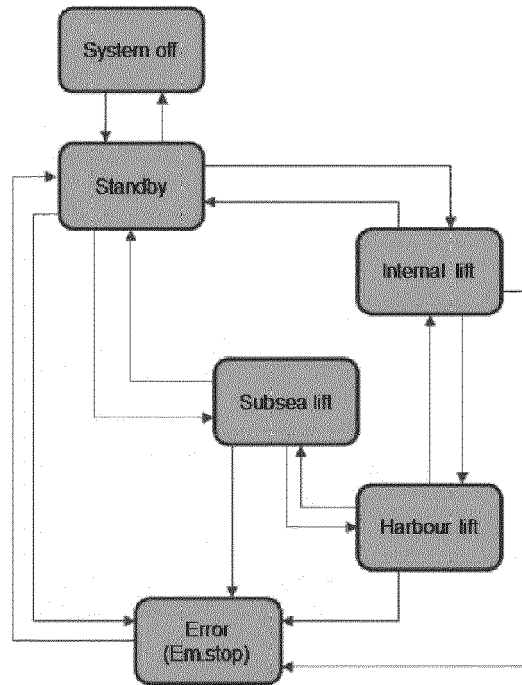 System off
Standby
Internal lift
Subsea lift
Harbour lift
Error
(Em.stop)